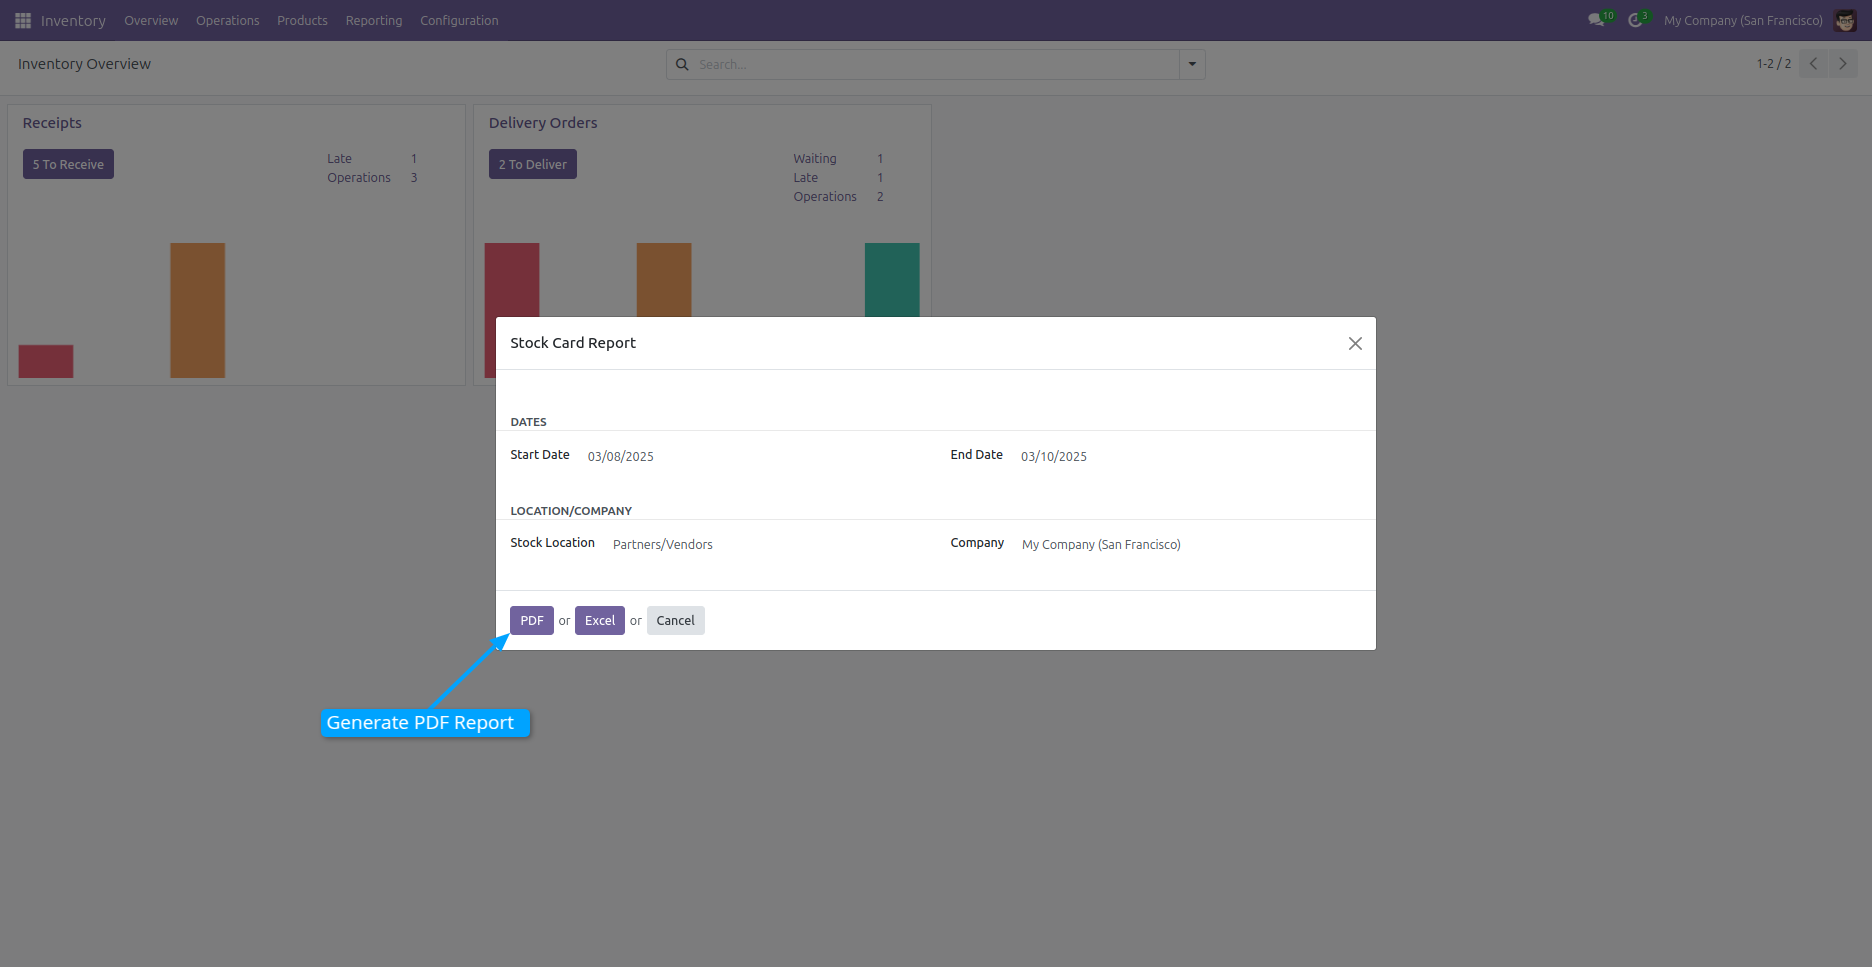 Inventory Overview Operations Products Reporting Configuration 10 3 My Company (San Francisco)
Inventory Overview Search... 1-2 / 2
Receipts Delivery Orders
5 To Receive Late 1 2 To Deliver Waiting 1
Operations 3 Late 1
Operations 2
Stock Card Report
DATES
Start Date 03/08/2025 End Date 03/10/2025
LOCATION/COMPANY
Stock Location Partners/Vendors Company My Company (San Francisco)
PDF or Excel or Cancel
Generate PDF Report